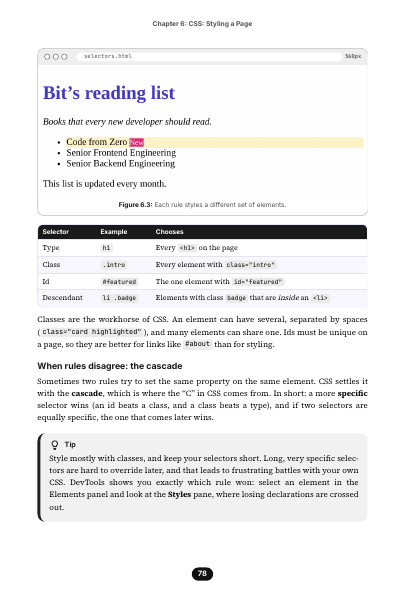 Chapter 6: CSS: Styling a Page
selectors.html
560px
Bit’s reading list
Books that every new developer should read.
• Code from Zero New
• Senior Frontend Engineering
• Senior Backend Engineering
This list is updated every month.
Figure 6.3: Each rule styles a different set of elements.
Selector Example Chooses
Type h1 Every <h1> on the page
Class .intro Every element with class="intro"
Id #featured The one element with id="featured"
Descendant li .badge Elements with class badge that are inside an <li>
Classes are the workhorse of CSS. An element can have several, separated by spaces
( class="card highlighted" ), and many elements can share one. Ids must be unique on
a page, so they are better for links like #about than for styling.
When rules disagree: the cascade
Sometimes two rules try to set the same property on the same element. CSS settles it
with the cascade, which is where the “C” in CSS comes from. In short: a more specific
selector wins (an id beats a class, and a class beats a type), and if two selectors are
equally specific, the one that comes later wins.
Tip
Style mostly with classes, and keep your selectors short. Long, very specific selec-
tors are hard to override later, and that leads to frustrating battles with your own
CSS. DevTools shows you exactly which rule won: select an element in the
Elements panel and look at the Styles pane, where losing declarations are crossed
out.
78